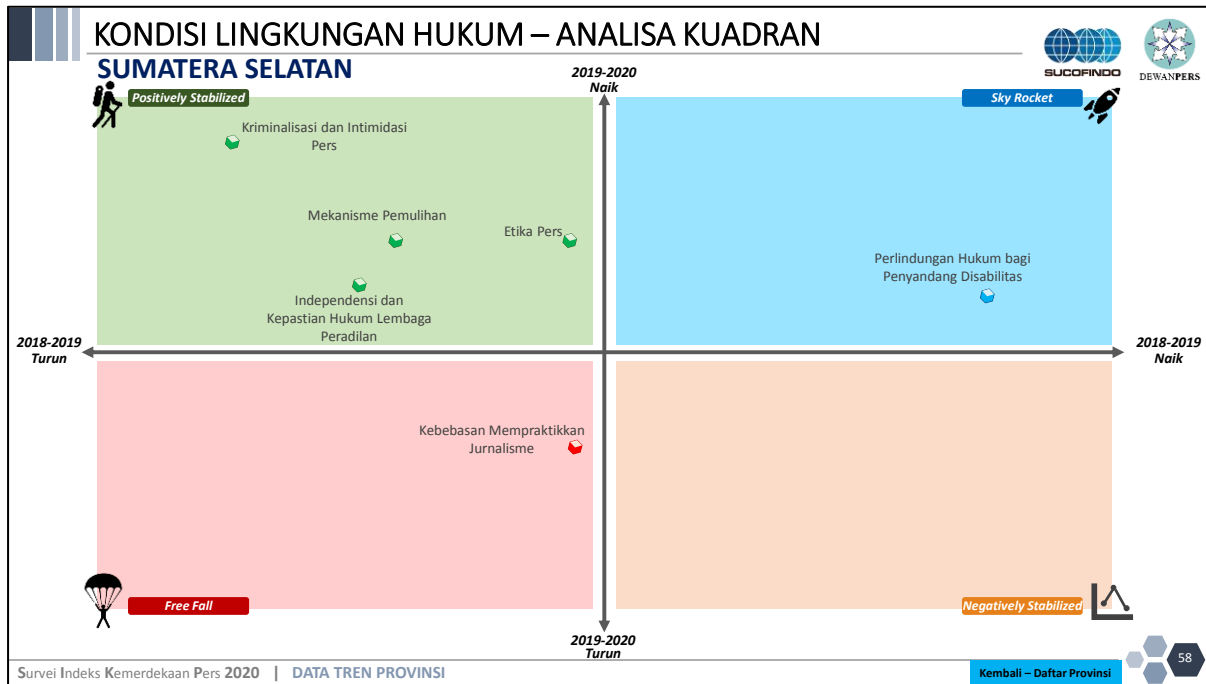 KONDISI LINGKUNGAN HUKUM – ANALISA KUADRAN
SUMATERA SELATAN
SUCOFINDO
DEWANPERS
2019-2020
Naik
Positively Stabilized
Sky Rocket
Kriminalisasi dan Intimidasi
Pers
Mekanisme Pemulihan
Etika Pers
Independensi dan
Kepastian Hukum Lembaga
Peradilan
Perlindungan Hukum bagi
Penyandang Disabilitas
2018-2019
Turun
2018-2019
Naik
Kebebasan Mempraktikkan
Jurnalisme
Free Fall
Negatively Stabilized
2019-2020
Turun
Survei Indeks Kemerdekaan Pers 2020 | DATA TREN PROVINSI
Kembali – Daftar Provinsi
58